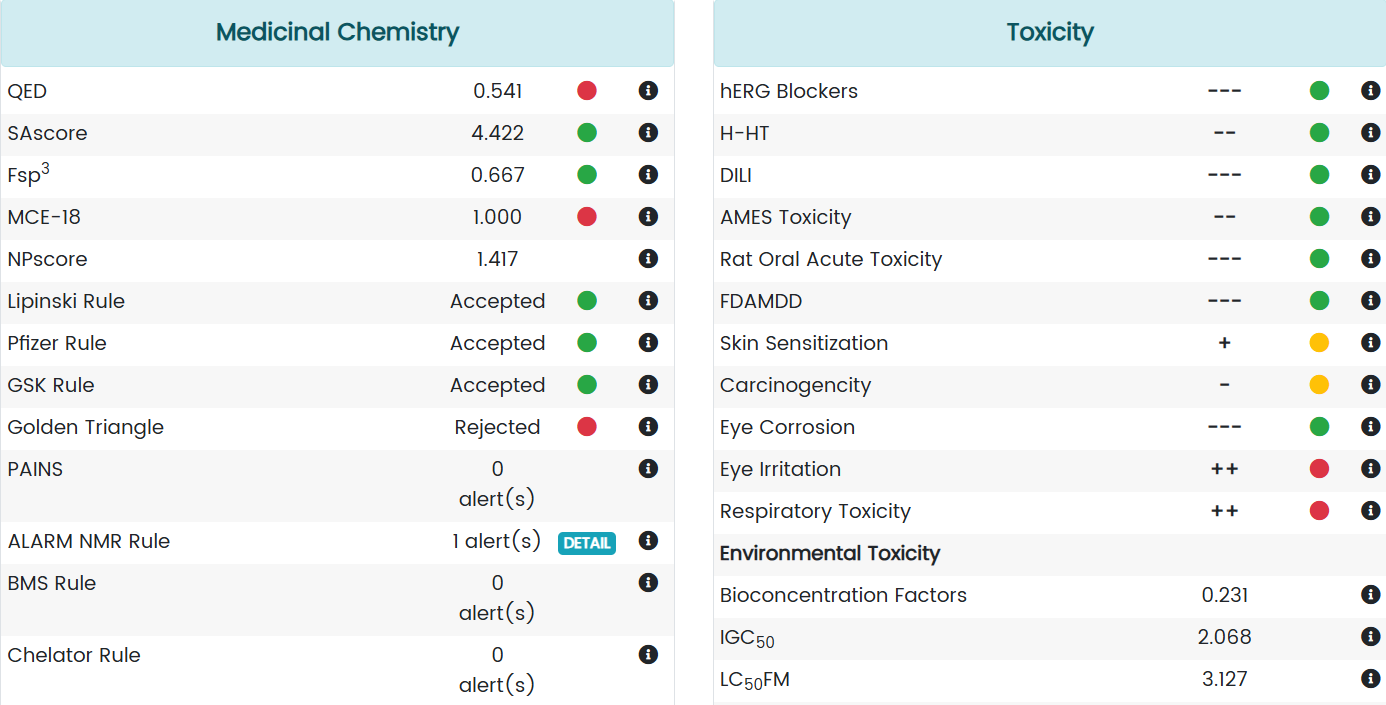 Medicinal Chemistry
QED 0.541
SAscore 4.422
Fsp3 0.667
MCE-18 1.000
NPscore 1.417
Lipinski Rule Accepted
Pfizer Rule Accepted
GSK Rule Accepted
Golden Triangle Rejected
PAINS 0
alert(s)
ALARM NMR Rule 1 alert(s) DETAIL
BMS Rule 0
alert(s)
Chelator Rule 0
alert(s)
Toxicity
hERG Blockers ---
H-HT --
DILI ---
AMES Toxicity --
Rat Oral Acute Toxicity ---
FDAMDD ---
Skin Sensitization +
Carcinogencity -
Eye Corrosion ---
Eye Irritation ++
Respiratory Toxicity ++
Environmental Toxicity
Bioconcentration Factors 0.231
IGC50 2.068
LC50FM 3.127